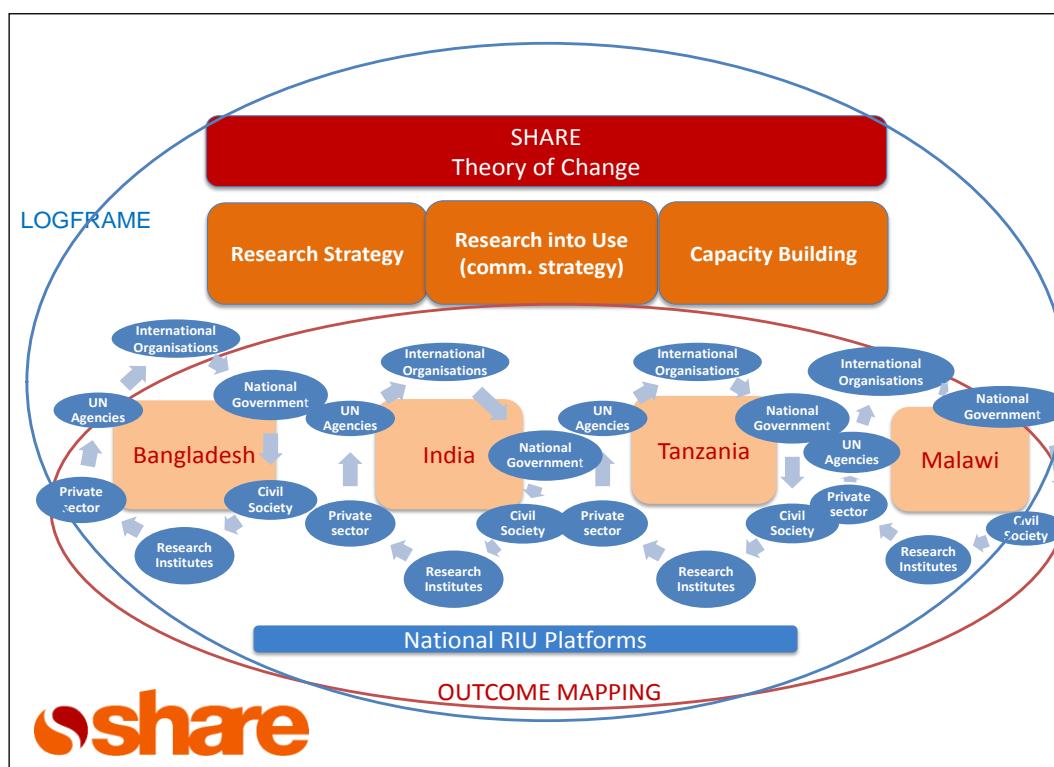 SHARE
Theory of Change
LOGFRAME
Research Strategy
Research into Use
(comm. strategy)
Capacity Building
International
Organisations
National
Government
UN
Agencies
Bangladesh
Private
sector
Civil
Society
Research
Institutes
International
Organisations
UN
Agencies
India
National
Government
Private
sector
Civil
Society
Research
Institutes
International
Organisations
UN
Agencies
Tanzania
National
Government
Private
sector
Civil
Society
Research
Institutes
International
Organisations
National
Government
UN
Agencies
Malawi
Private
sector
Civil
Society
Research
Institutes
National RIU Platforms
OUTCOME MAPPING
share